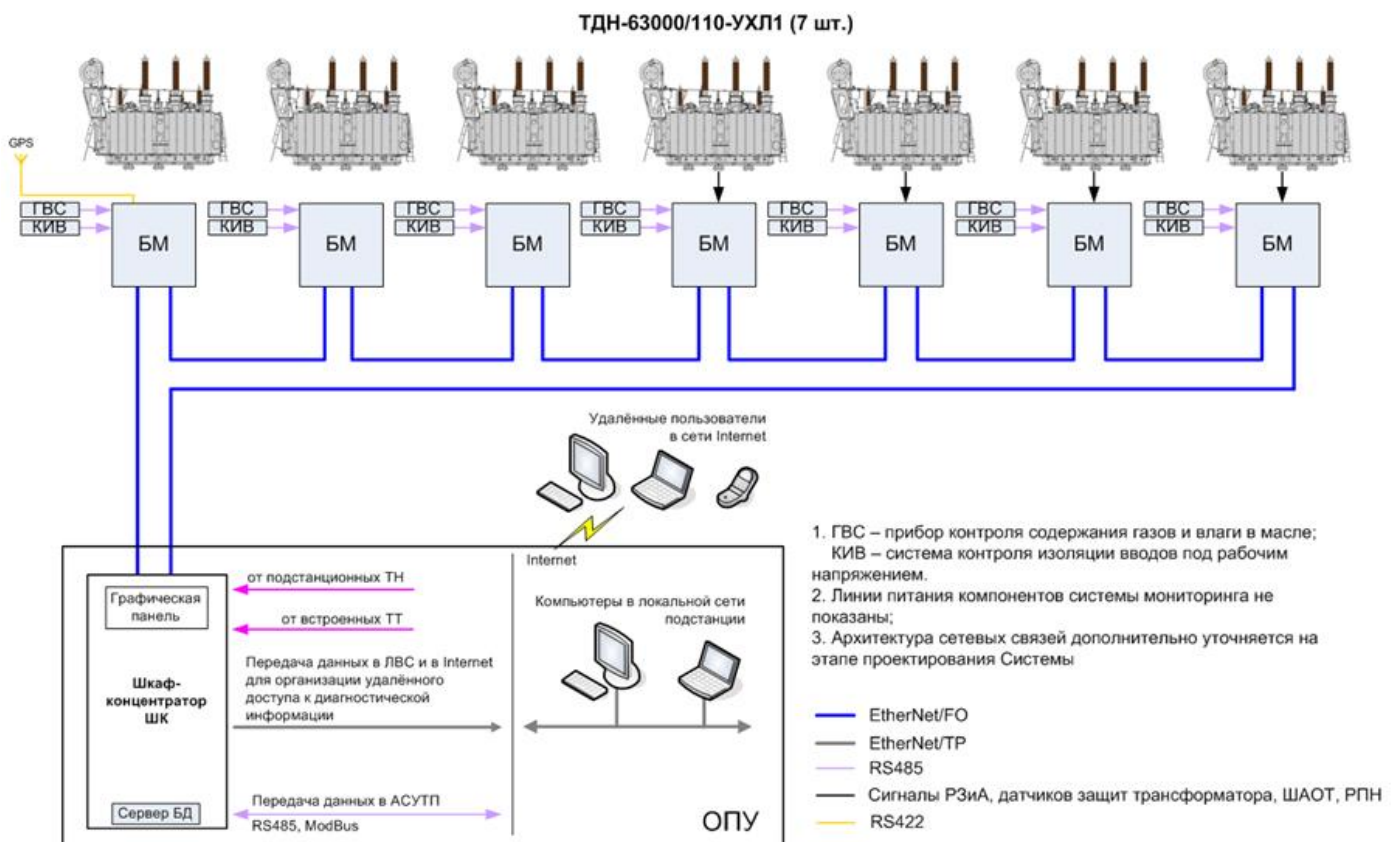 ТДН-63000/110-УХЛ1 (7 шт.)
GPS
ГВС
КИВ
БМ
ГВС
КИВ
БМ
ГВС
КИВ
БМ
ГВС
КИВ
БМ
ГВС
КИВ
БМ
ГВС
КИВ
БМ
ГВС
КИВ
БМ
Удалённые пользователи
в сети Internet
Internet
Графическая
панель
Шкаф-
концентратор
ШК
Сервер БД
от подстанционных ТН
от встроенных ТТ
Передача данных в ЛВС и в Internet
для организации удалённого
доступа к диагностической
информации
Передача данных в АСУТП
RS485, ModBus
Компьютеры в локальной сети
подстанции
ОПУ
1. ГВС – прибор контроля содержания газов и влаги в масле;
КИВ – система контроля изоляции вводов под рабочим
напряжением.
2. Линии питания компонентов системы мониторинга не
показаны;
3. Архитектура сетевых связей дополнительно уточняется на
этапе проектирования Системы
EtherNet/FO
EtherNet/TP
RS485
Сигналы РЗиА, датчиков защит трансформатора, ШАОТ, РПН
RS422